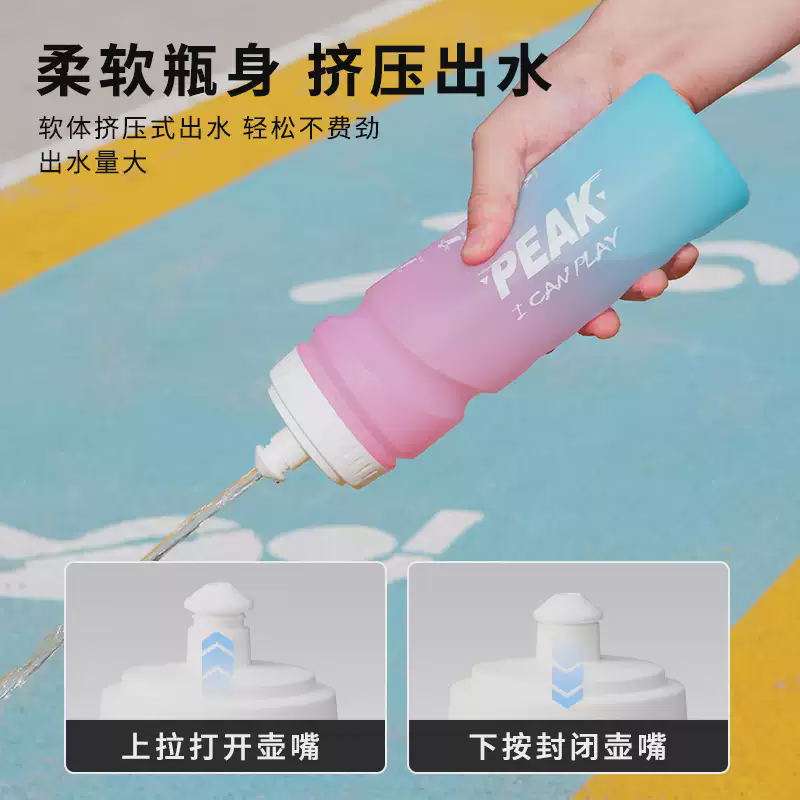 柔软瓶身 挤压出水
软体挤压式出水 轻松不费劲
出水量大
PEAK
I CAN PLAY
上拉打开壶嘴
下按封闭壶嘴